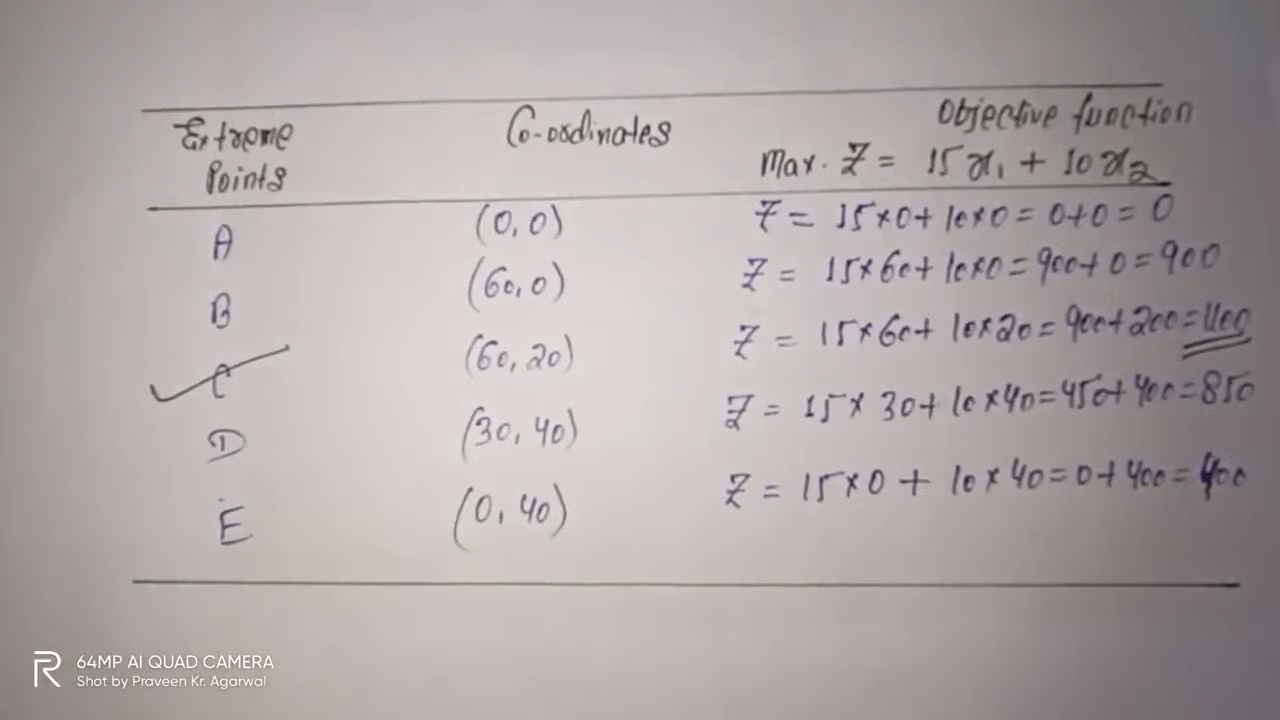 Extreme Points Co-ordinates Objective function
Max. Z = 15x₁ + 10x₂
A (0,0) Z = 15×0+10×0=0+0=0
B (60,0) Z = 15×60+10×0=900+0=900
C (60,20) Z = 15×60+10×20=900+200=1100
D (30,40) Z = 15×30+10×40=450+400=850
E (0,40) Z = 15×0+10×40=0+400=400
64MP AI QUAD CAMERA
Shot by Praveen Kr. Agarwal